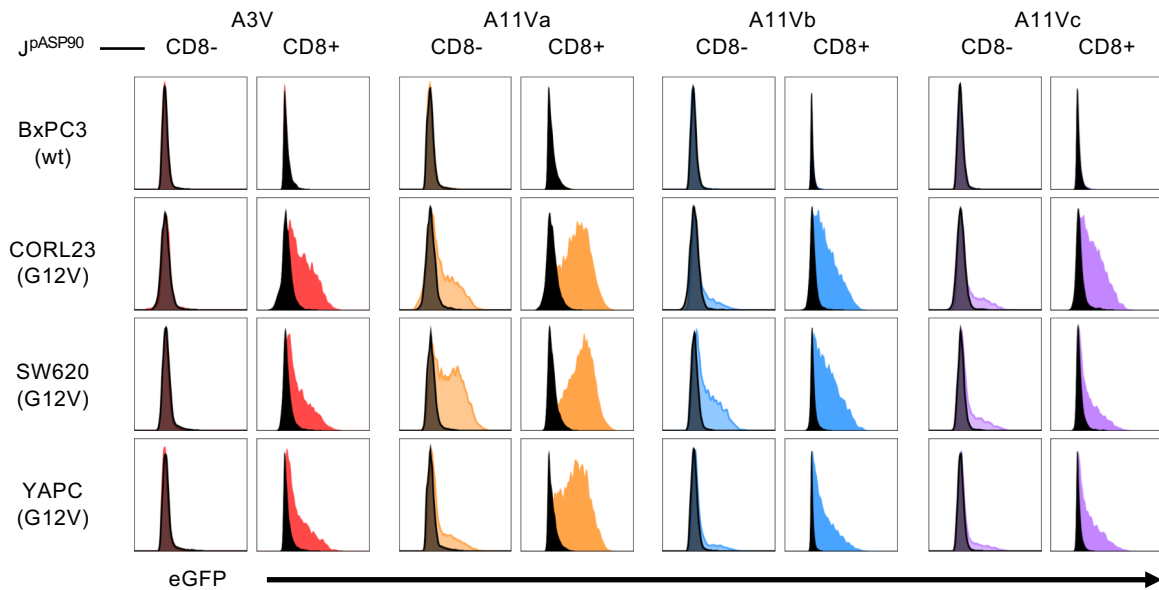 A3V A11Va A11Vb A11Vc
JpASP90 CD8- CD8+ CD8- CD8+ CD8- CD8+ CD8- CD8+
BxPC3
(wt)
CORL23
(G12V)
SW620
(G12V)
YAPC
(G12V)
eGFP